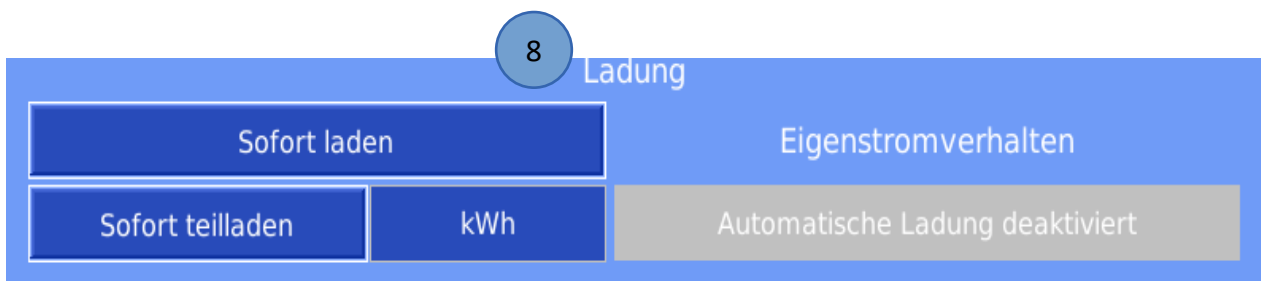 8
Ladung
Sofort laden
Eigenstromverhalten
Sofort teilladen
kWh
Automatische Ladung deaktiviert